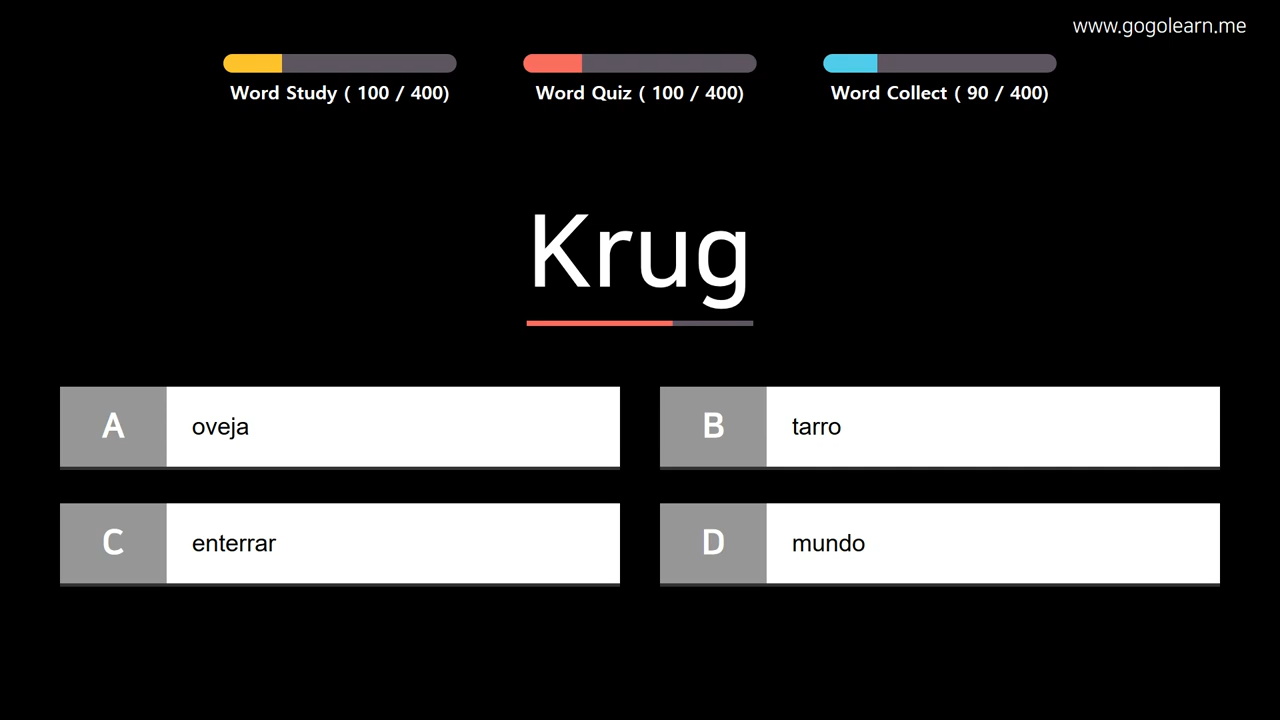 www.gogolearn.me
Word Study ( 100 / 400)
Word Quiz ( 100 / 400)
Word Collect ( 90 / 400)
Krug
A oveja
B tarro
C enterrar
D mundo